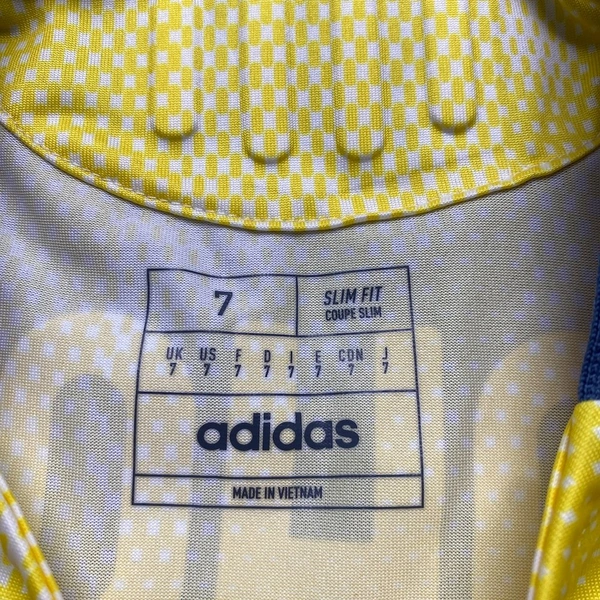 7
SLIM FIT
COUPE SLIM
UK US F D I E CDN J
7 7 7 7 7 7 7 7
adidas
MADE IN VIETNAM